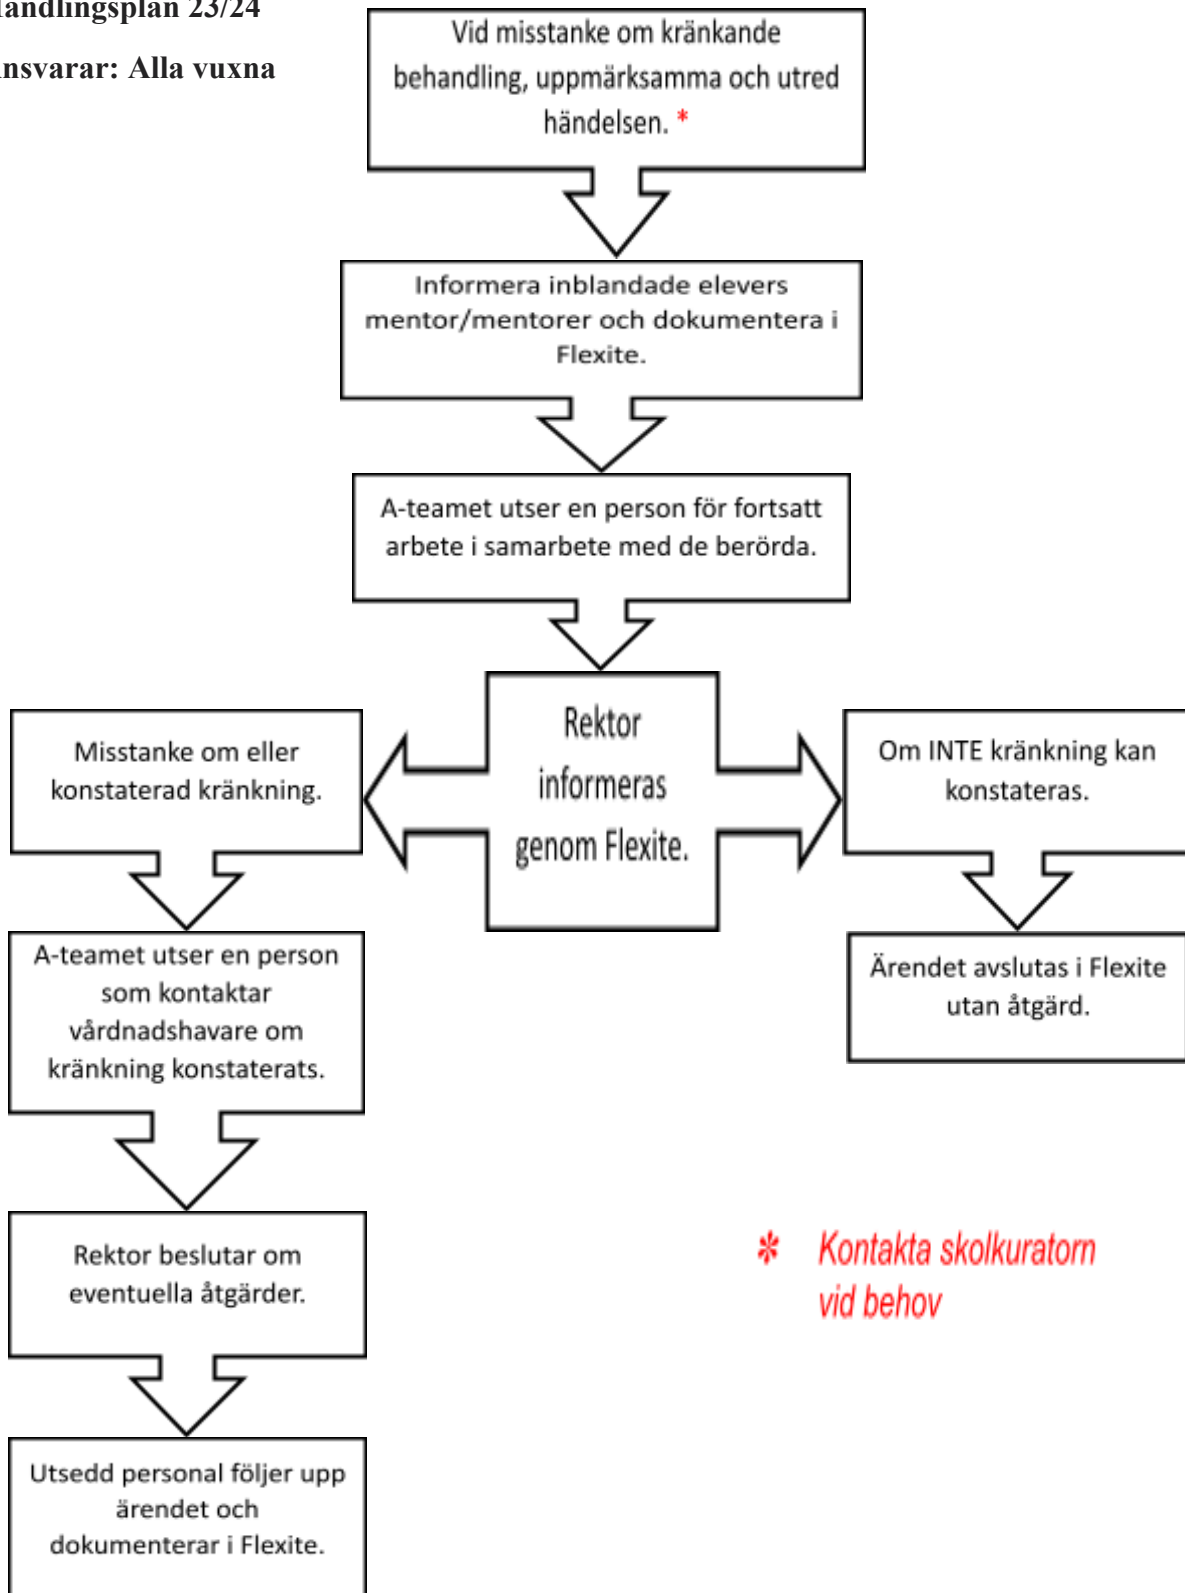 Handlingsplan 23/24
Ansvarar: Alla vuxna
Vid misstanke om kränkande
behandling, uppmärksamma och utred
händelsen. *
Informera inblandade elevers
mentor/mentorer och dokumentera i
Flexite.
A-teamet utser en person för fortsatt
arbete i samarbete med de berörda.
Rektor
informeras
genom Flexite.
Misstanke om eller
konstaterad kränkning.
A-teamet utser en person
som kontaktar
vårdnadshavare om
kränkning konstaterats.
Rektor beslutar om
eventuella åtgärder.
Utsedd personal följer upp
ärendet och
dokumenterar i Flexite.
Om INTE kränkning kan
konstateras.
Ärendet avslutas i Flexite
utan åtgärd.
* Kontakta skolkuratorn
vid behov